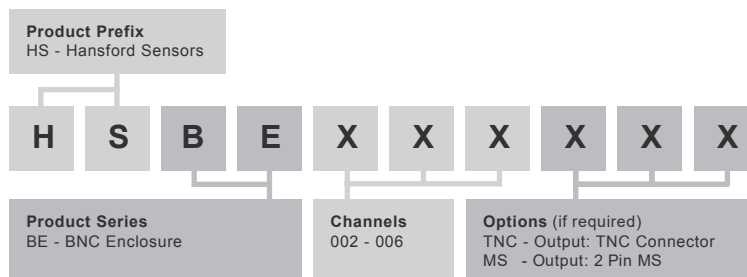 Product Prefix
HS - Hansford Sensors
H S B E X X X X X X
Product Series
BE - BNC Enclosure
Channels
002 - 006
Options (if required)
TNC - Output: TNC Connector
MS - Output: 2 Pin MS